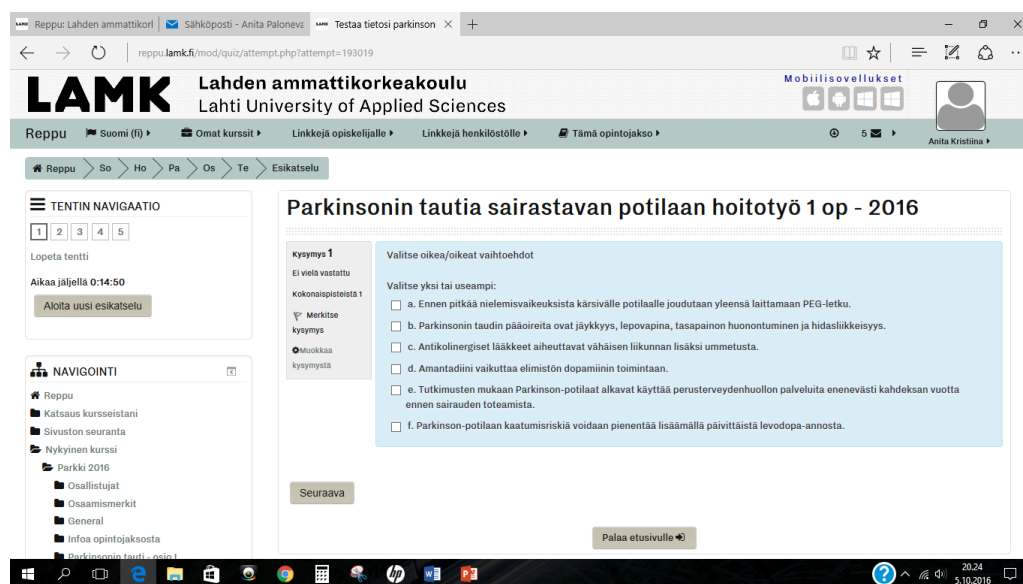 Reppu: Lahden ammattikorl
Sähköposti - Anita Paloneva
Testaa tietosi parkinson
reppu.lamk.fi/mod/quiz/attempt.php?attempt=193019
LAMK
Lahden ammattikorkeakoulu
Lahti University of Applied Sciences
Mobiilisovellukset
Reppu
Suomi (fi)
Omat kurssit
Linkkejä opiskelijalle
Linkkejä henkilöstölle
Tämä opintojakso
5
Anita Kristiina
Reppu
So
Ho
Pa
Os
Te
Esikatselu
TENTIN NAVIGAATIO
1 2 3 4 5
Lopeta tentti
Aikaa jäljellä 0:14:50
Aloita uusi esikatselu
NAVIGOINTI
Reppu
Katsaus kursseistani
Sivuston seuranta
Nykyinen kurssi
Parkki 2016
Osallistujat
Osaamismerkit
General
Infoa opintojaksosta
Parkinsonin tauti - osio I
Parkinsonin tautia sairastavan potilaan hoitotyö 1 op - 2016
Kysymys 1
Ei vielä vastattu
Kokonaispisteistä 1
Merkitse
kysymys
Muokkaa
kysymystä
Valitse oikea/oikeat vaihtoehdot
Valitse yksi tai useampi:
a. Ennen pitkää nielemisvaikeuksista kärsivälle potilaalle joudutaan yleensä laittamaan PEG-letku.
b. Parkinsonin taudin pääoireita ovat jäykkyys, lepovapina, tasapainon huonontuminen ja hidasliikkeisyys.
c. Antikolinergiset lääkkeet aiheuttavat vähäisen liikunnan lisäksi ummetusta.
d. Amantadiini vaikuttaa elimistön dopamiinin toimintaan.
e. Tutkimusten mukaan Parkinson-potilaat alkavat käyttää perusterveydenhuollon palveluita enenevästi kahdeksan vuotta
ennen sairauden toteamista.
f. Parkinson-potilaan kaatumisriskiä voidaan pienentää lisäämällä päivittäistä levodopa-annosta.
Seuraava
Palaa etusivulle
20.24
5.10.2016